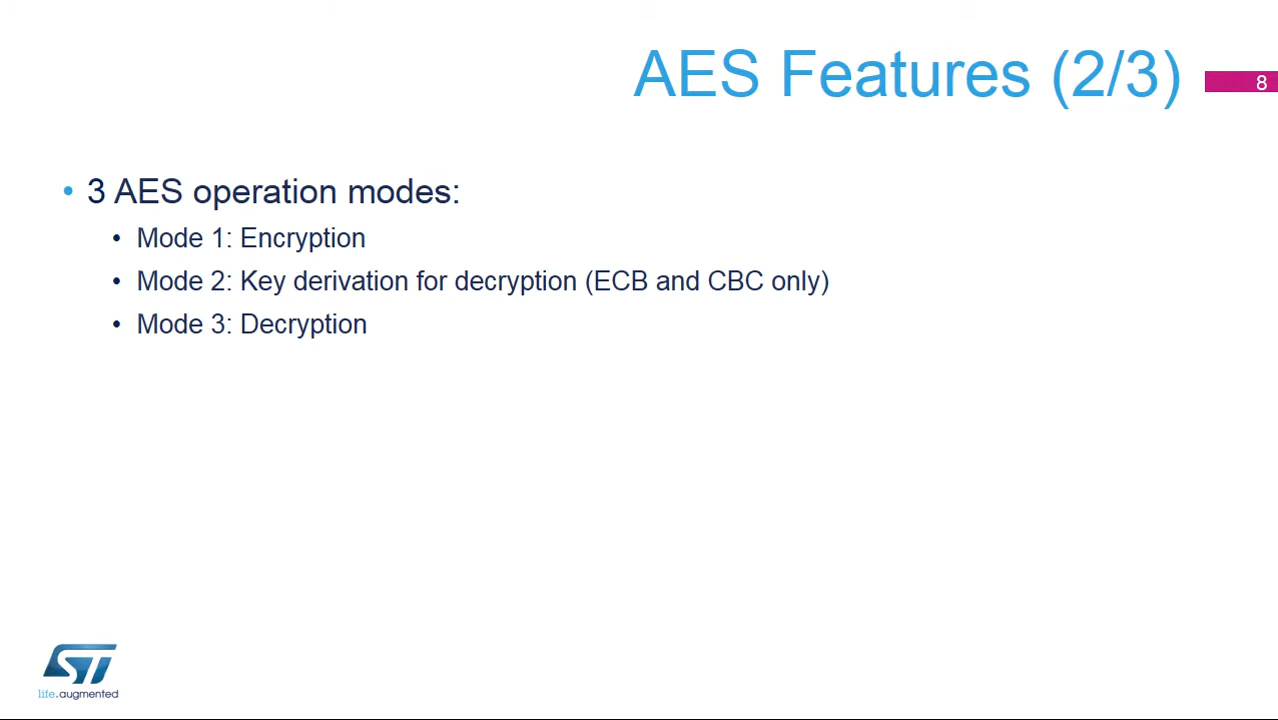 AES Features (2/3)
8
• 3 AES operation modes:
• Mode 1: Encryption
• Mode 2: Key derivation for decryption (ECB and CBC only)
• Mode 3: Decryption
ST
life.augmented